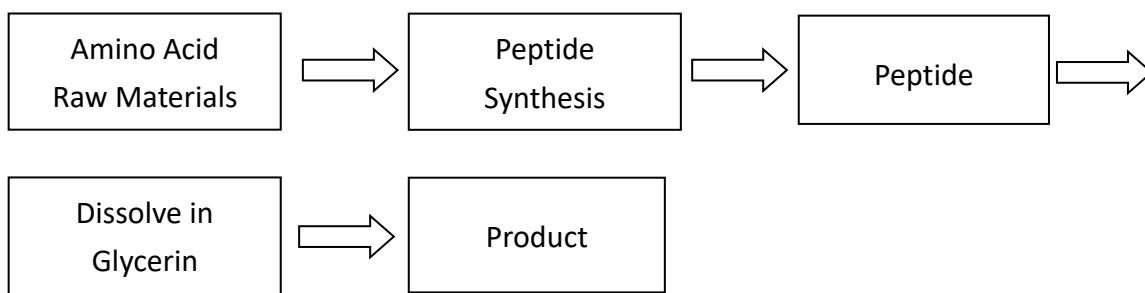 Amino Acid
Raw Materials
Peptide
Synthesis
Peptide
Dissolve in
Glycerin
Product